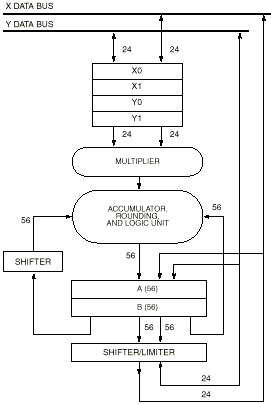 X DATA BUS
Y DATA BUS
24
24
X0
X1
Y0
Y1
24
24
MULTIPLIER
ACCUMULATOR,
ROUNDING,
AND LOGIC UNIT
56
56
56
SHIFTER
A (56)
B (56)
56
56
SHIFTER/LIMITER
24
24